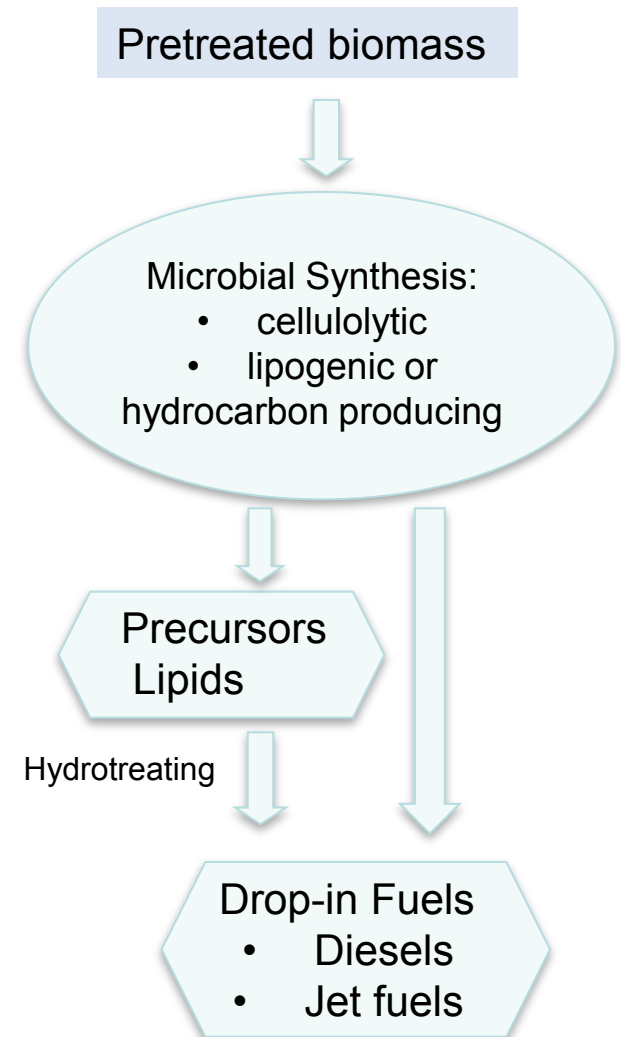 Pretreated biomass
Microbial Synthesis:
• cellulolytic
• lipogenic or
hydrocarbon producing
Precursors
Lipids
Hydrotreating
Drop-in Fuels
• Diesels
• Jet fuels